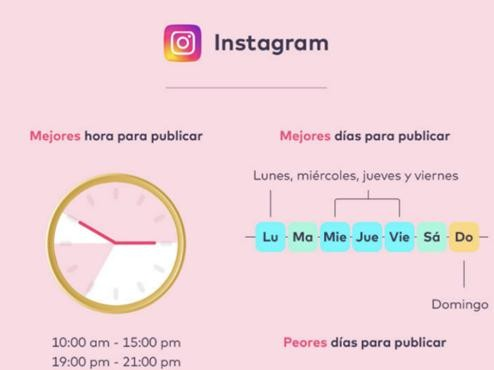 Instagram
Mejores hora para publicar
Mejores días para publicar
Lunes, miércoles, jueves y viernes
Lu Ma Mie Jue Vie Sá Do
Domingo
10:00 am - 15:00 pm
19:00 pm - 21:00 pm
Peores días para publicar